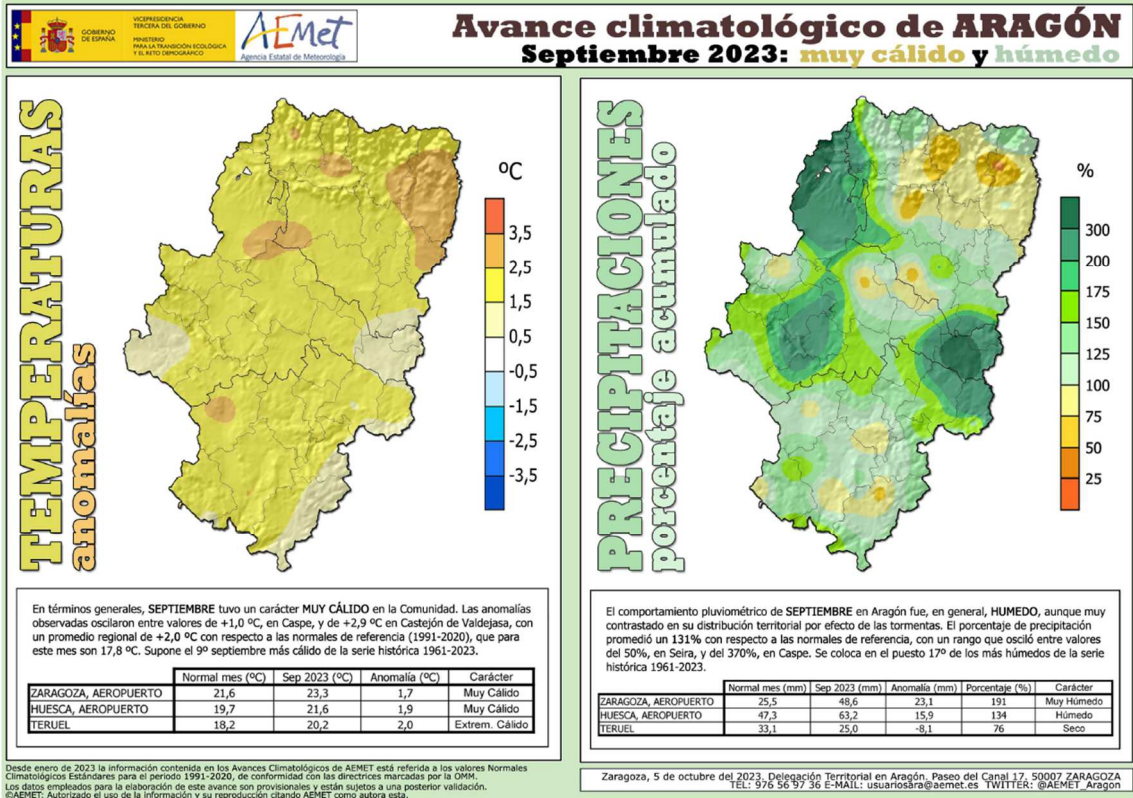 GOBIERNO
DE ESPAÑA
VICEPRESIDENCIA
TERCERA DEL GOBIERNO
MINISTERIO
PARA LA TRANSICIÓN ECOLÓGICA
Y EL RETO DEMOGRÁFICO
AEMet
Agencia Estatal de Meteorología
Avance climatológico de ARAGÓN
Septiembre 2023: muy cálido y húmedo
TEMPERATURAS
anomalías
ºC
3,5
2,5
1,5
0,5
-0,5
-1,5
-2,5
-3,5
En términos generales, SEPTIEMBRE tuvo un carácter MUY CÁLIDO en la Comunidad. Las anomalías
observadas oscilaron entre valores de +1,0 ºC, en Caspe, y de +2,9 ºC en Castejón de Valdejasa, con
un promedio regional de +2,0 ºC con respecto a las normales de referencia (1991-2020), que para
este mes son 17,8 ºC. Supone el 9º septiembre más cálido de la serie histórica 1961-2023.
Normal mes (ºC) Sep 2023 (ºC) Anomalía (ºC) Carácter
ZARAGOZA, AEROPUERTO 21,6 23,3 1,7 Muy Cálido
HUESCA, AEROPUERTO 19,7 21,6 1,9 Muy Cálido
TERUEL 18,2 20,2 2,0 Extrem. Cálido
PRECIPITACIONES
porcentaje acumulado
%
300
200
175
150
125
100
75
50
25
El comportamiento pluviométrico de SEPTIEMBRE en Aragón fue, en general, HUMEDO, aunque muy
contrastado en su distribución territorial por efecto de las tormentas. El porcentaje de precipitación
promedió un 131% con respecto a las normales de referencia, con un rango que osciló entre valores
del 50%, en Seira, y del 370%, en Caspe. Se coloca en el puesto 17º de los más húmedos de la serie
histórica 1961-2023.
Normal mes (mm) Sep 2023 (mm) Anomalía (mm) Porcentaje (%) Carácter
ZARAGOZA, AEROPUERTO 25,5 48,6 23,1 191 Muy Húmedo
HUESCA, AEROPUERTO 47,3 63,2 15,9 134 Húmedo
TERUEL 33,1 25,0 -8,1 76 Seco
Desde enero de 2023 la información contenida en los Avances Climatológicos de AEMET está referida a los valores Normales
Climatológicos Estándares para el periodo 1991-2020, de conformidad con las directrices marcadas por la OMM.
Los datos empleados para la elaboración de este avance son provisionales y están sujetos a una posterior validación.
©AEMET: Autorizado el uso de la información y su reproducción citando AEMET como autora esta.
Zaragoza, 5 de octubre del 2023. Delegación Territorial en Aragón. Paseo del Canal 17. 50007 ZARAGOZA
TEL: 976 56 97 36 E-MAIL: usuariosara@aemet.es TWITTER: @AEMET_Aragon